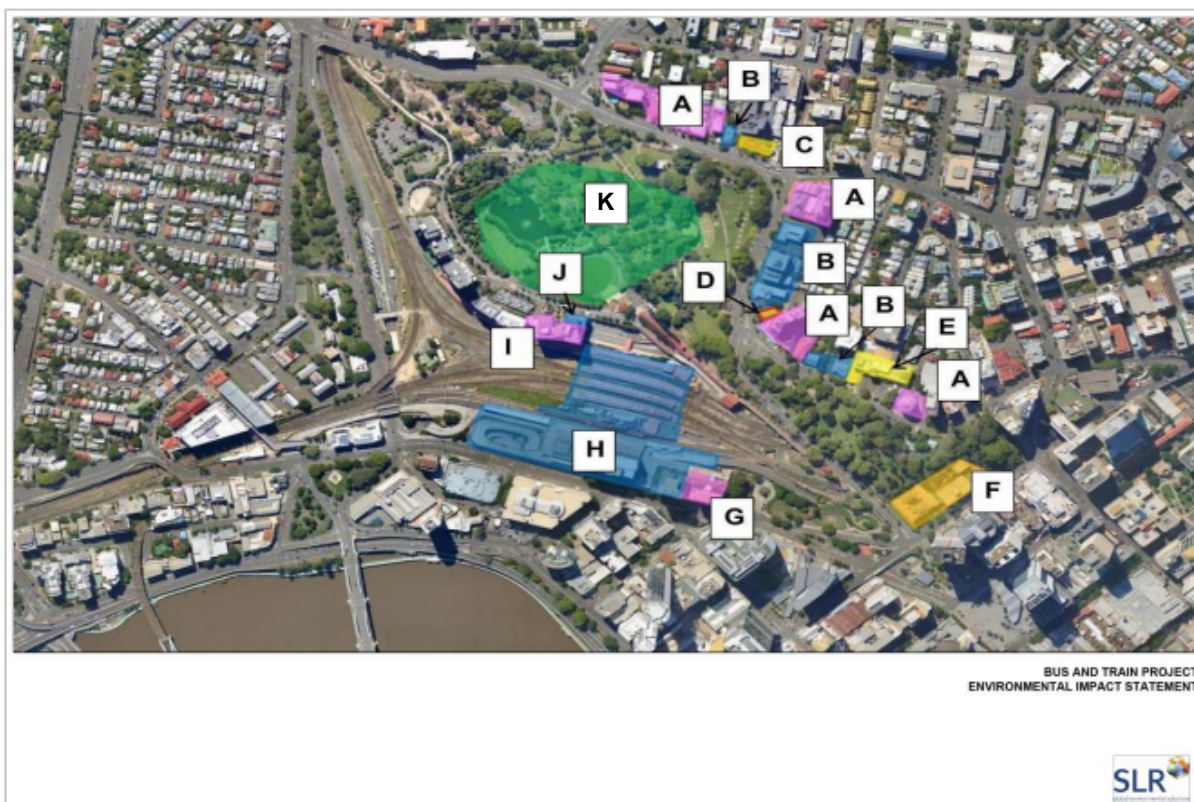 B
A
C
K
A
J
B
D
A
B
E
I
A
H
F
G
BUS AND TRAIN PROJECT
ENVIRONMENTAL IMPACT STATEMENT
SLR